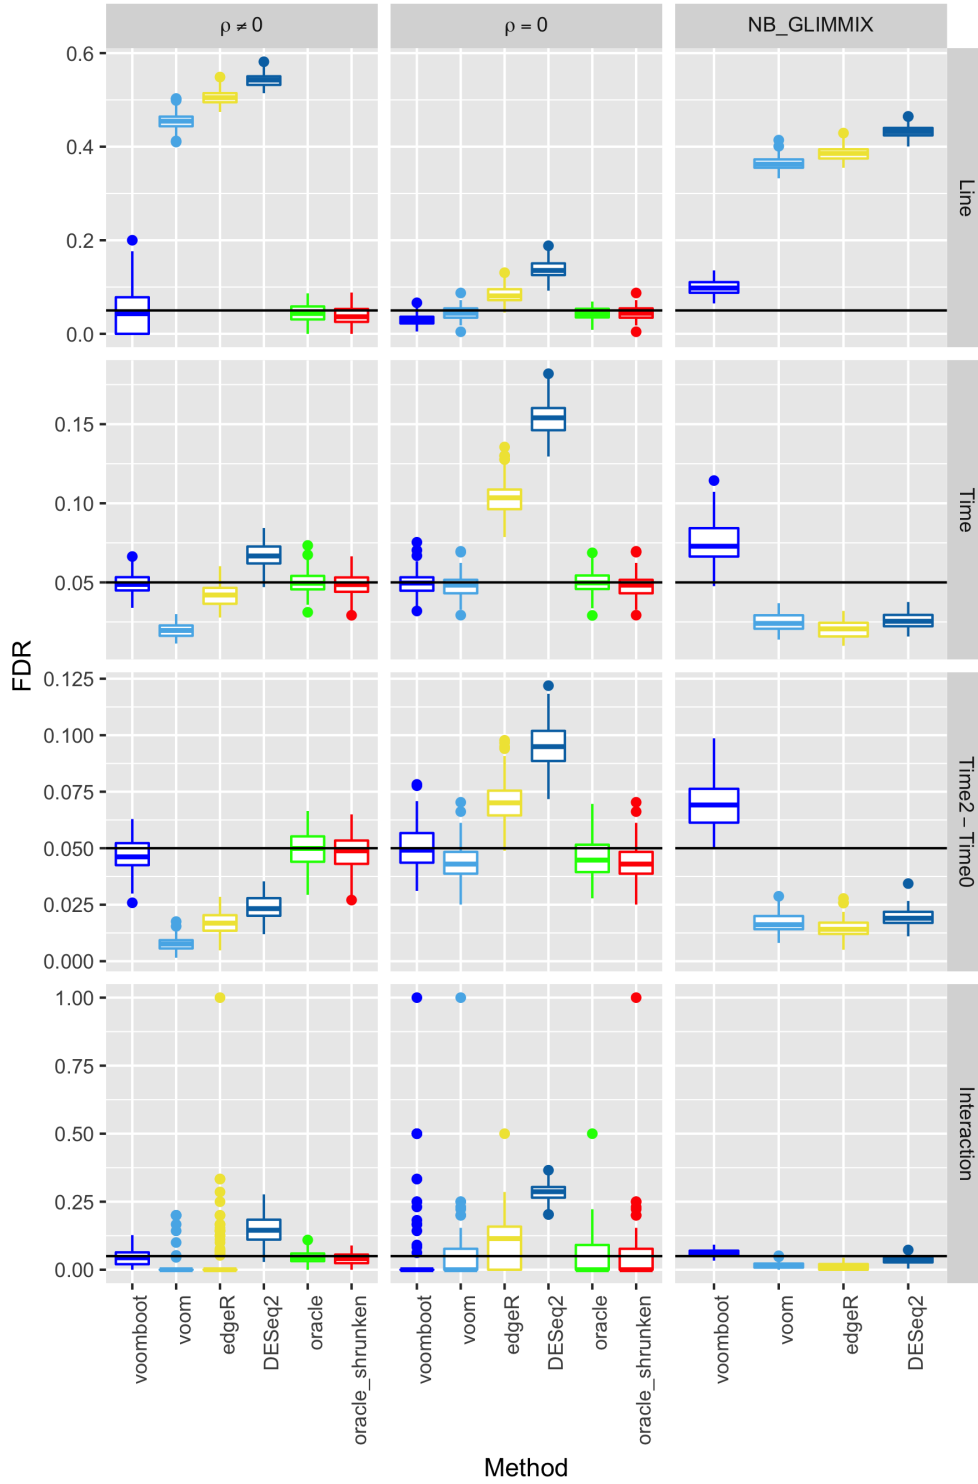 ρ ≠ 0
ρ = 0
NB_GLIMMIX
0.6
0.4
0.2
0.0
Line
0.15
0.10
0.05
Time
0.125
0.100
0.075
0.050
0.025
0.000
Time2 − Time0
1.00
0.75
0.50
0.25
0.00
Interaction
FDR
voomboot
voom
edgeR
DESeq2
oracle
oracle_shrunken
voomboot
voom
edgeR
DESeq2
oracle
oracle_shrunken
voomboot
voom
edgeR
DESeq2
Method